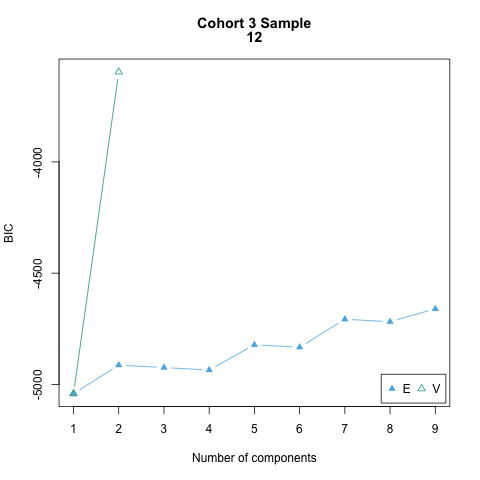 Cohort 3 Sample
12
BIC
-4000
-4500
-5000
1 2 3 4 5 6 7 8 9
Number of components
E V